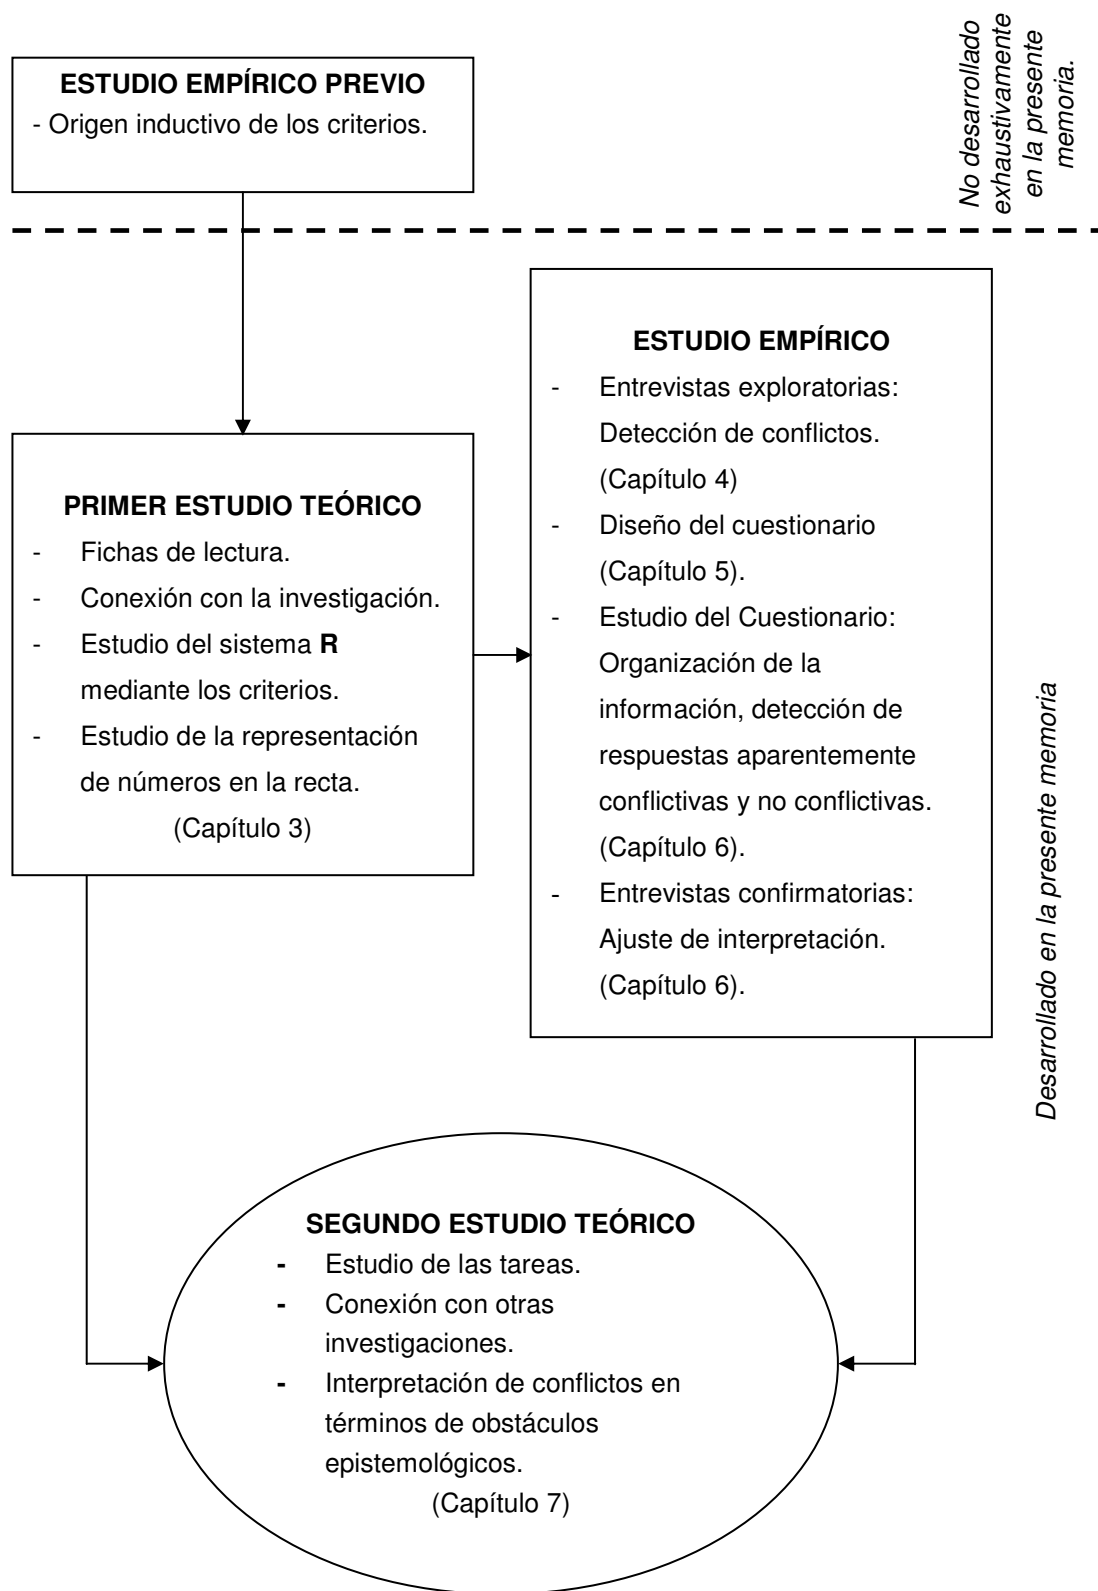 ESTUDIO EMPÍRICO PREVIO
- Origen inductivo de los criterios.
No desarrollado
exhaustivamente
en la presente
memoria.
PRIMER ESTUDIO TEÓRICO
- Fichas de lectura.
- Conexión con la investigación.
- Estudio del sistema R
mediante los criterios.
- Estudio de la representación
de números en la recta.
(Capítulo 3)
ESTUDIO EMPÍRICO
- Entrevistas exploratorias:
Detección de conflictos.
(Capítulo 4)
- Diseño del cuestionario
(Capítulo 5).
- Estudio del Cuestionario:
Organización de la
información, detección de
respuestas aparentemente
conflictivas y no conflictivas.
(Capítulo 6).
- Entrevistas confirmatorias:
Ajuste de interpretación.
(Capítulo 6).
Desarrollado en la presente memoria
SEGUNDO ESTUDIO TEÓRICO
- Estudio de las tareas.
- Conexión con otras
investigaciones.
- Interpretación de conflictos en
términos de obstáculos
epistemológicos.
(Capítulo 7)